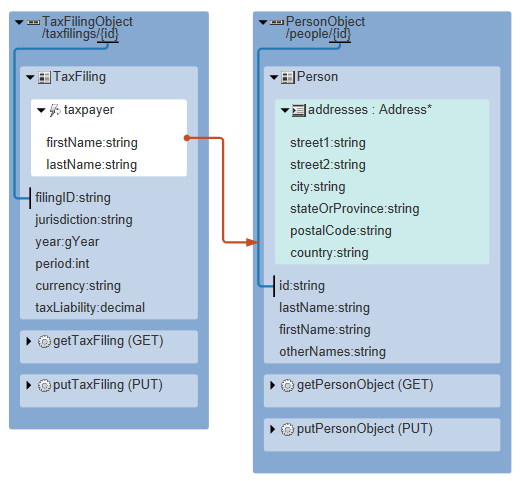 TaxFilingObject
/taxfilings/{id}
TaxFiling
taxpayer
firstName:string
lastName:string
filingID:string
jurisdiction:string
year:gYear
period:int
currency:string
taxLiability:decimal
getTaxFiling (GET)
putTaxFiling (PUT)
PersonObject
/people/{id}
Person
addresses : Address*
street1:string
street2:string
city:string
stateOrProvince:string
postalCode:string
country:string
id:string
lastName:string
firstName:string
otherNames:string
getPersonObject (GET)
putPersonObject (PUT)